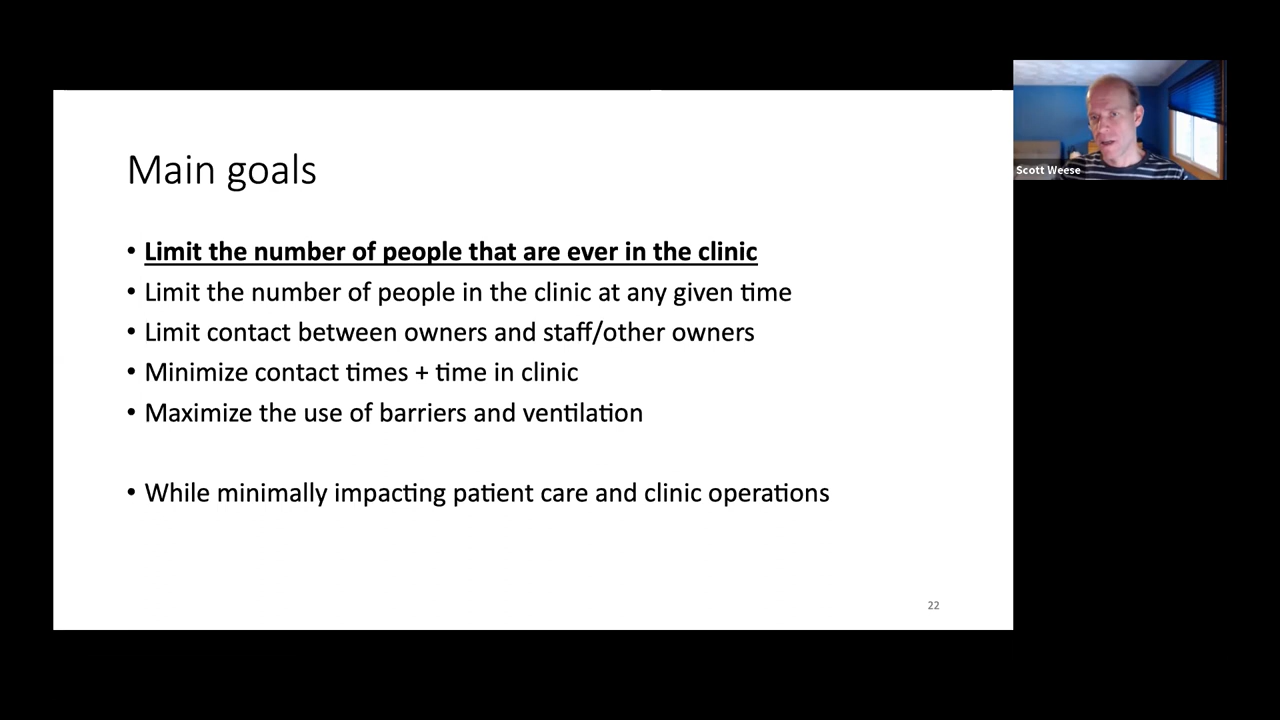 Main goals
• Limit the number of people that are ever in the clinic
• Limit the number of people in the clinic at any given time
• Limit contact between owners and staff/other owners
• Minimize contact times + time in clinic
• Maximize the use of barriers and ventilation
• While minimally impacting patient care and clinic operations
22
Scott Weese